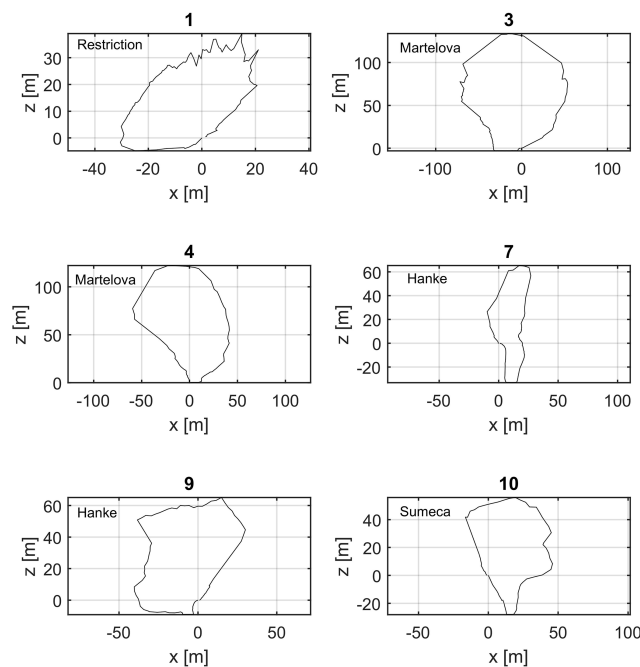 1
Restriction
30
20
10
0
z [m]
-40 -20 0 20 40
x [m]
3
Martelova
100
50
0
z [m]
-100 0 100
x [m]
4
Martelova
100
50
0
z [m]
-100 -50 0 50 100
x [m]
7
Hanke
60
40
20
0
-20
z [m]
-50 0 50 100
x [m]
9
Hanke
60
40
20
0
z [m]
-50 0 50
x [m]
10
Sumeca
40
20
0
-20
z [m]
-50 0 50 100
x [m]